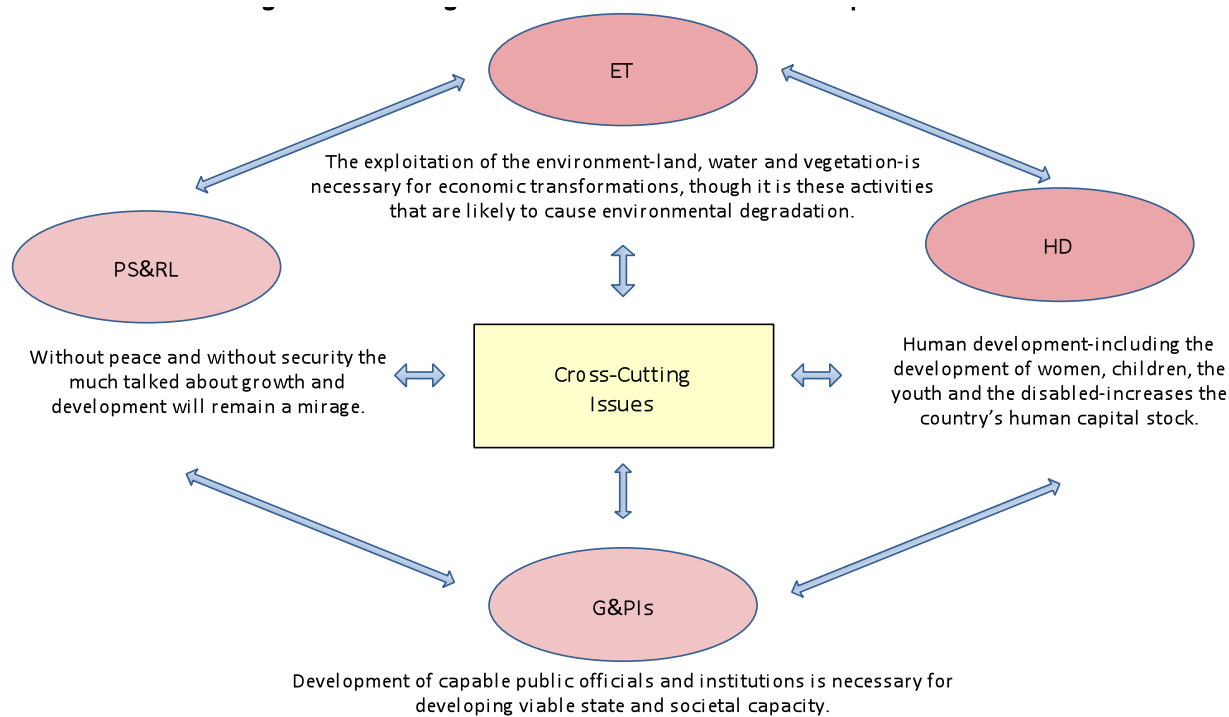 ET
The exploitation of the environment-land, water and vegetation-is
necessary for economic transformations, though it is these activities
that are likely to cause environmental degradation.
PS&RL
HD
Without peace and without security the
much talked about growth and
development will remain a mirage.
Cross-Cutting
Issues
Human development-including the
development of women, children, the
youth and the disabled-increases the
country's human capital stock.
G&PIs
Development of capable public officials and institutions is necessary for
developing viable state and societal capacity.